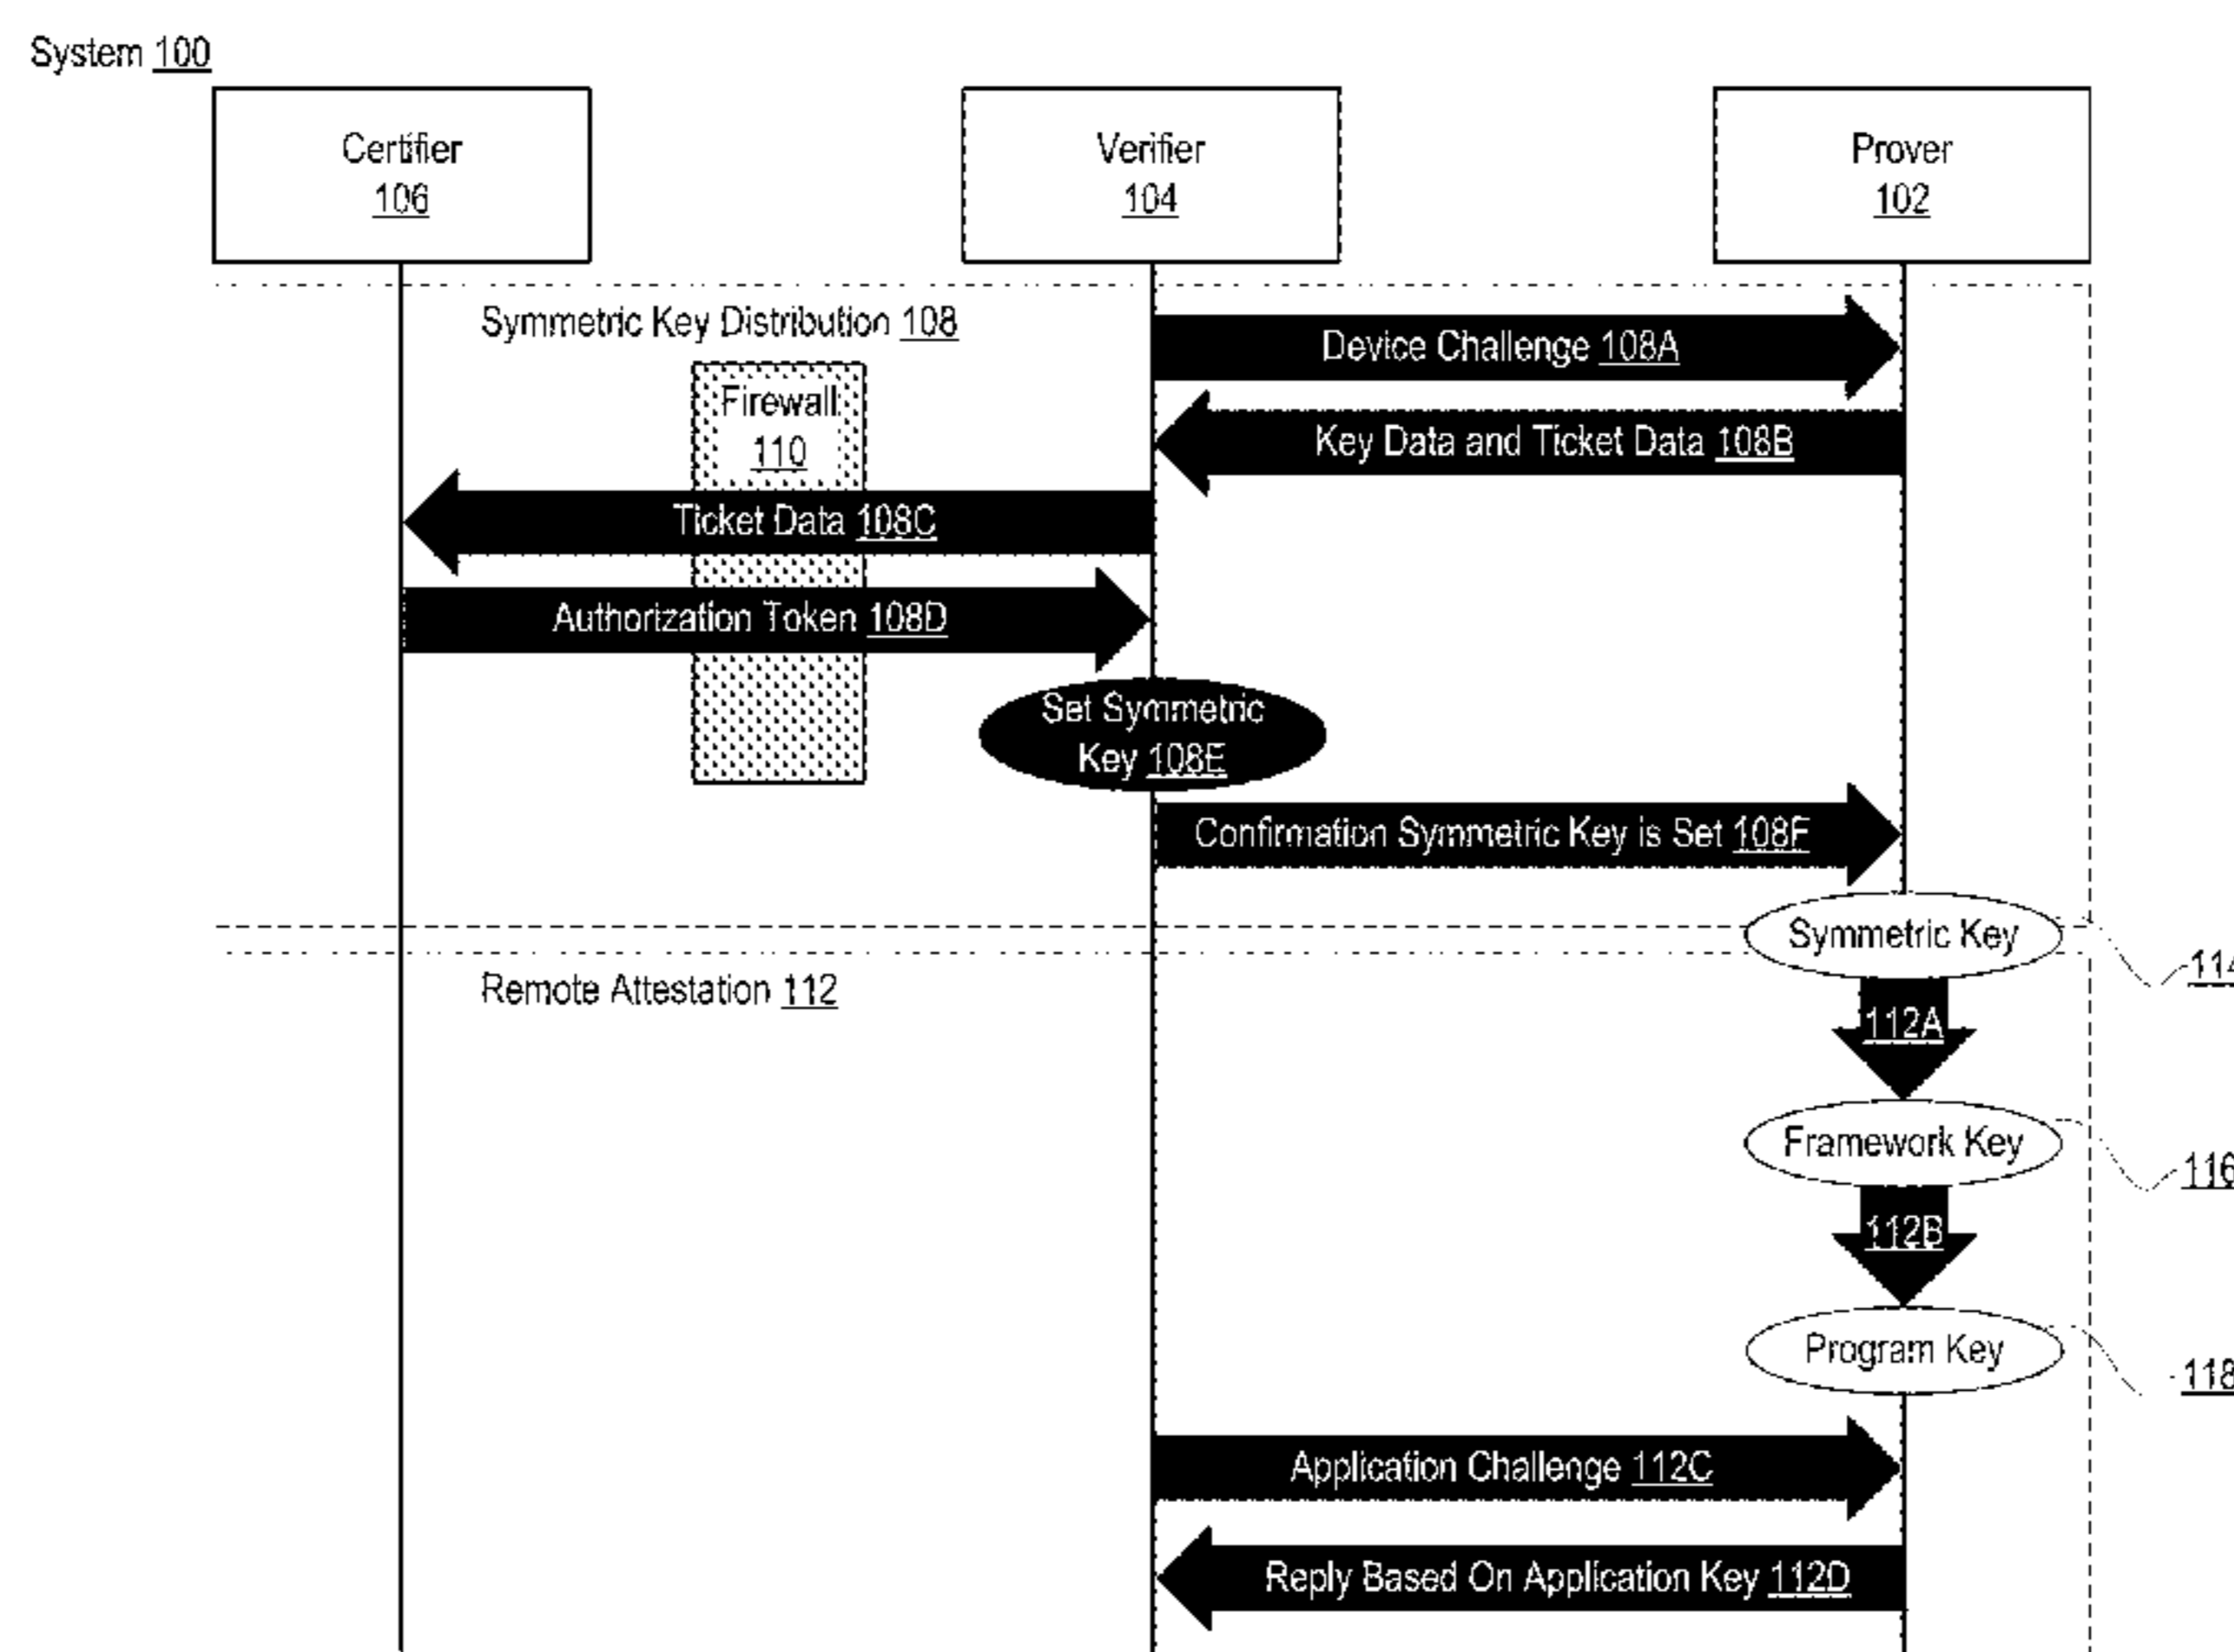 System 100
Certifier
106
Verifier
104
Prover
102
Symmetric Key Distribution 108
Device Challenge 108A
Firewall
110
Key Data and Ticket Data 108B
Ticket Data 108C
Authorization Token 108D
Set Symmetric
Key 108E
Confirmation Symmetric Key is Set 108F
Symmetric Key
114
Remote Attestation 112
112A
Framework Key
116
112B
Program Key
118
Application Challenge 112C
Reply Based On Application Key 112D